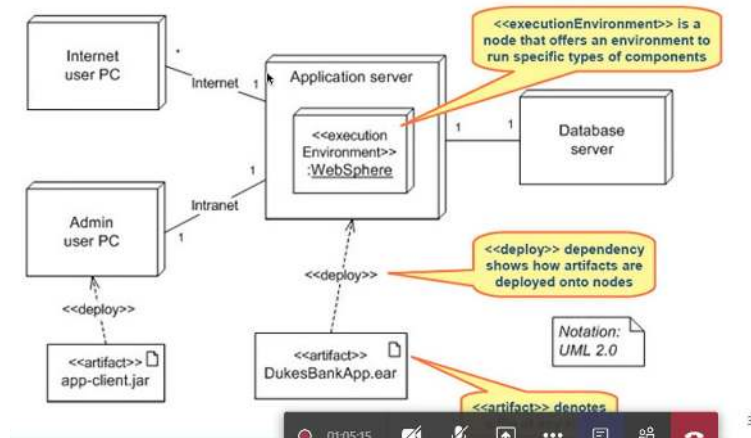 <<executionEnvironment>> is a
node that offers an environment to
run specific types of components
Internet
user PC
*
Internet
1
Application server
<<execution
Environment>>
:WebSphere
1
1
Database
server
Admin
user PC
1
Intranet
1
<<deploy>>
<<deploy>> dependency
shows how artifacts are
deployed onto nodes
<<deploy>>
Notation:
UML 2.0
<<artifact>>
app-client.jar
<<artifact>>
DukesBankApp.ear
<<artifact>> denotes
01:05:15